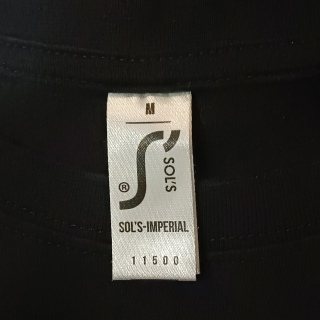 M
S
SOL'S
®
SOL'S-IMPERIAL
11500